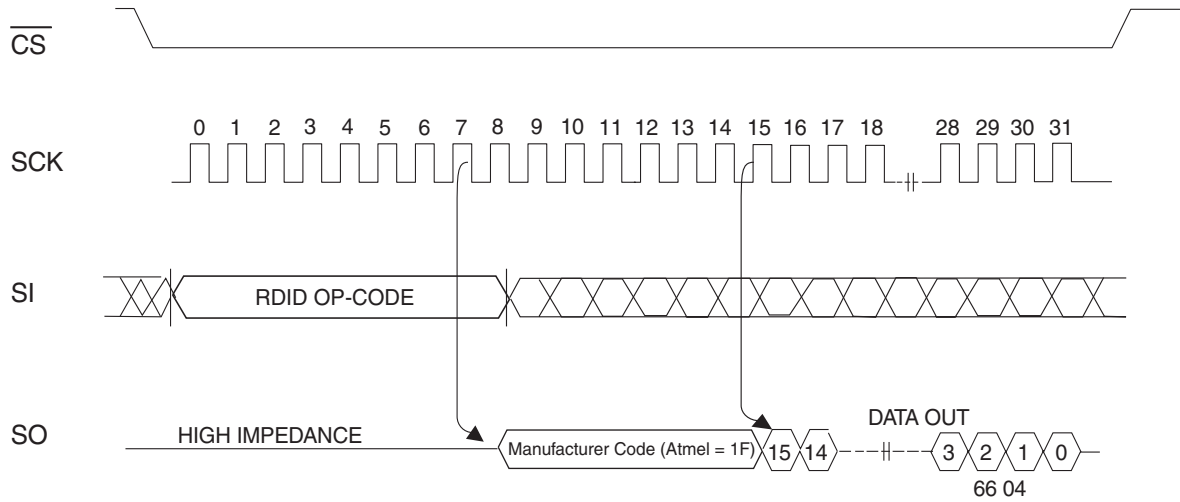 CS
0 1 2 3 4 5 6 7 8 9 10 11 12 13 14 15 16 17 18 28 29 30 31
SCK
SI RDID OP-CODE
DATA OUT
SO HIGH IMPEDANCE Manufacturer Code (Atmel = 1F) 15 14 3 2 1 0
66 04